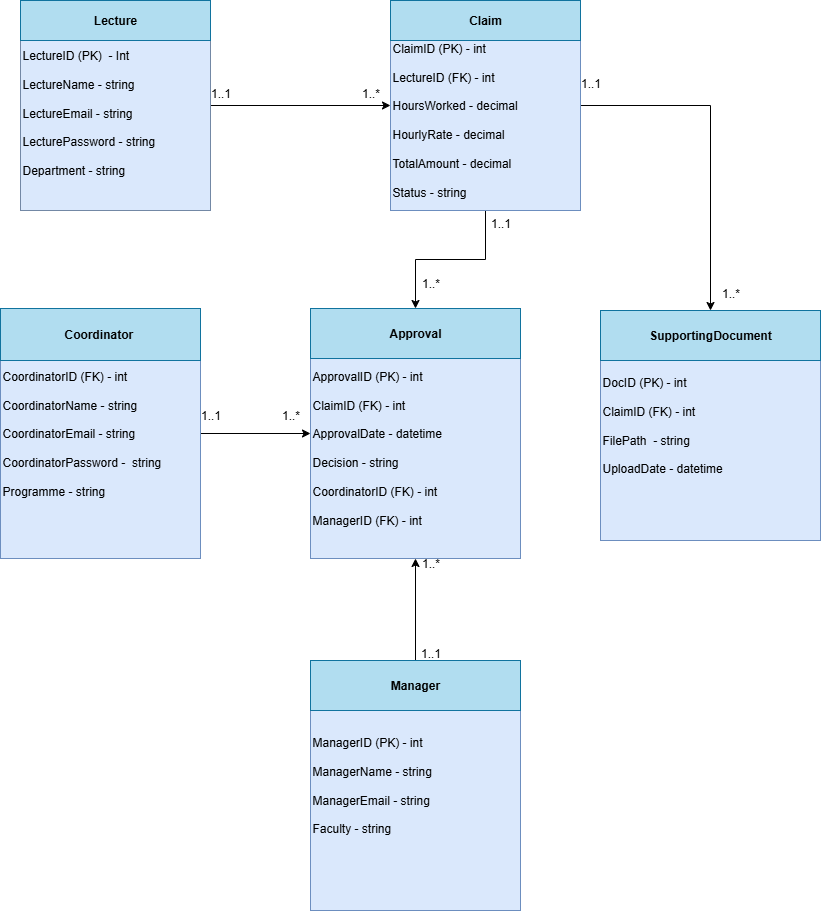 Lecture
LectureID (PK)  - Int
LectureName - string
LectureEmail - string
LecturePassword - string
Department - string
1..1
1..*
Claim
ClaimID (PK) - int
LectureID (FK) - int
HoursWorked - decimal
HourlyRate - decimal
TotalAmount - decimal
Status - string
1..1
1..1
1..*
1..*
Coordinator
CoordinatorID (FK) - int
CoordinatorName - string
CoordinatorEmail - string
CoordinatorPassword -  string
Programme - string
1..1
1..*
Approval
ApprovalID (PK) - int
ClaimID (FK) - int
ApprovalDate - datetime
Decision - string
CoordinatorID (FK) - int
ManagerID (FK) - int
SupportingDocument
DocID (PK) - int
ClaimID (FK) - int
FilePath  - string
UploadDate - datetime
1..*
1..1
Manager
ManagerID (PK) - int
ManagerName - string
ManagerEmail - string
Faculty - string